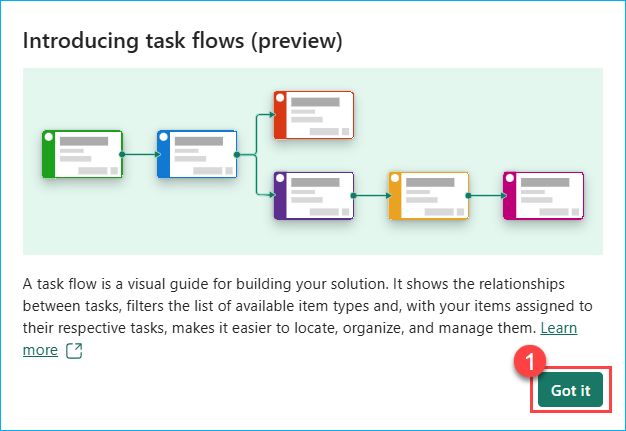 Introducing task flows (preview)
A task flow is a visual guide for building your solution. It shows the relationships
between tasks, filters the list of available item types and, with your items assigned to
their respective tasks, makes it easier to locate, organize, and manage them. Learn
more
1
Got it